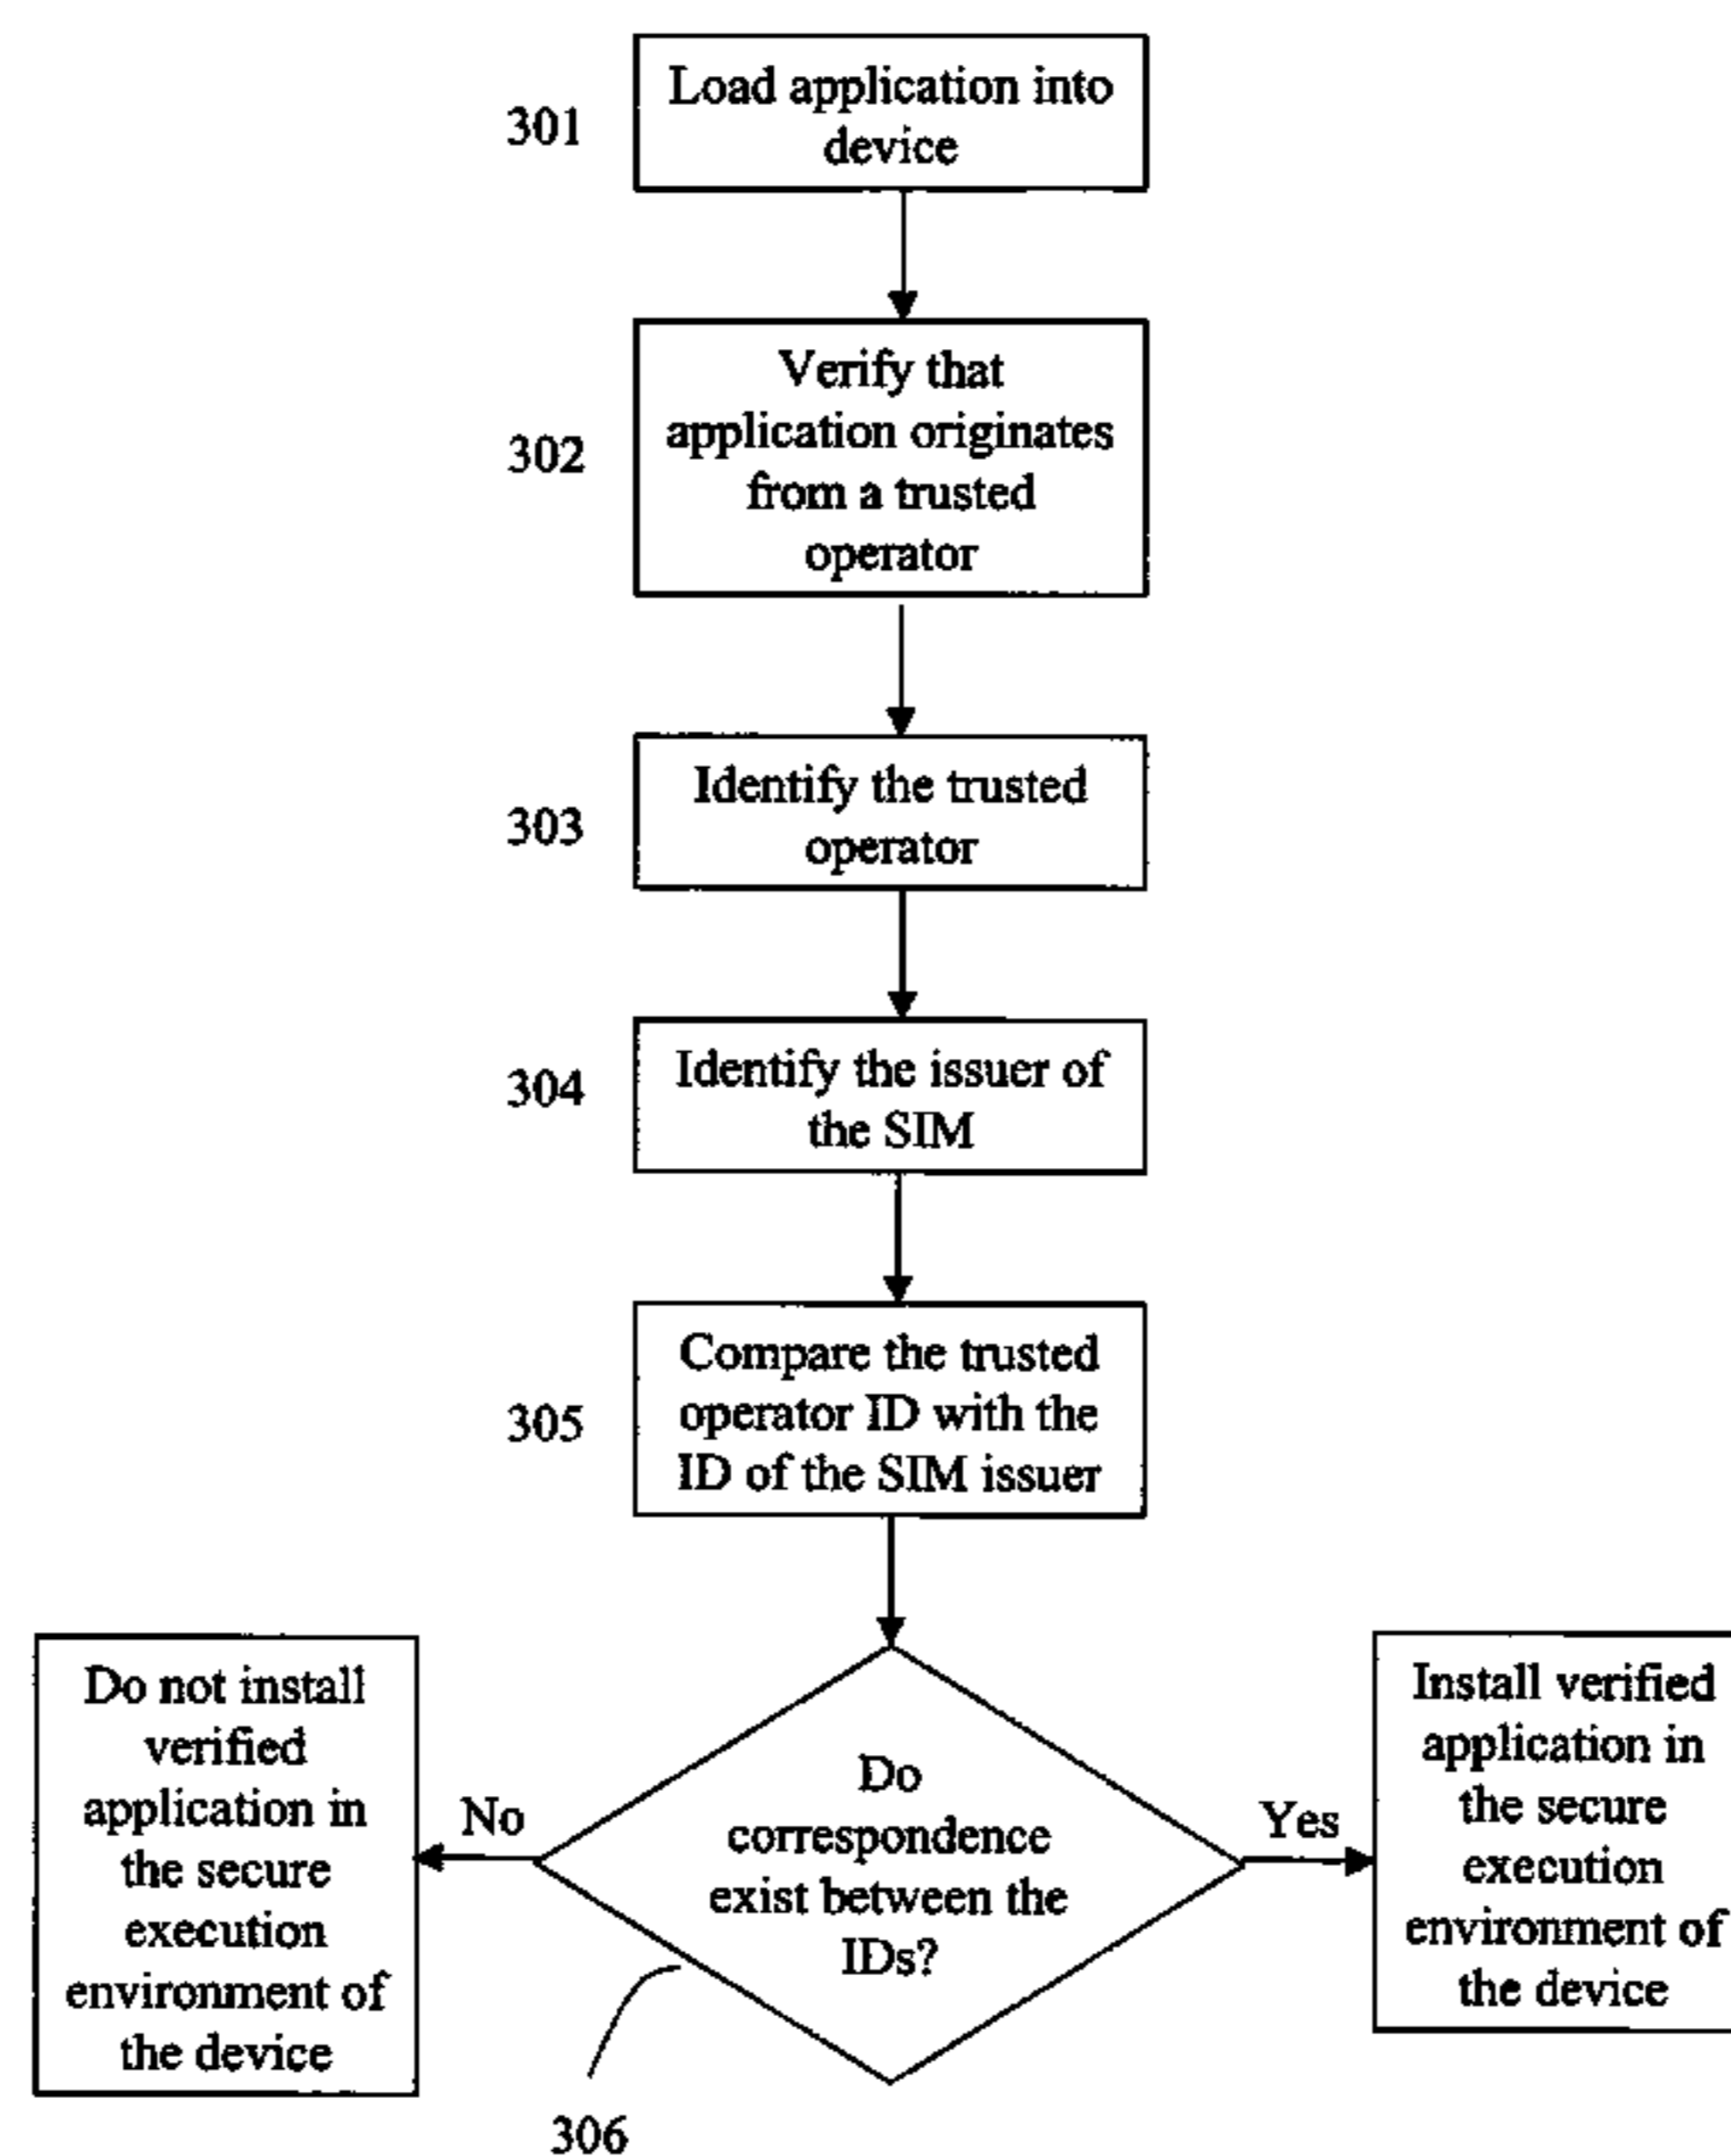 301
Load application into
device
302
Verify that
application originates
from a trusted
operator
303
Identify the trusted
operator
304
Identify the issuer of
the SIM
305
Compare the trusted
operator ID with the
ID of the SIM issuer
Do not install
verified
application in
the secure
execution
environment of
the device
No
Do
correspondence
exist between the
IDs?
Yes
Install verified
application in
the secure
execution
environment of
the device
306